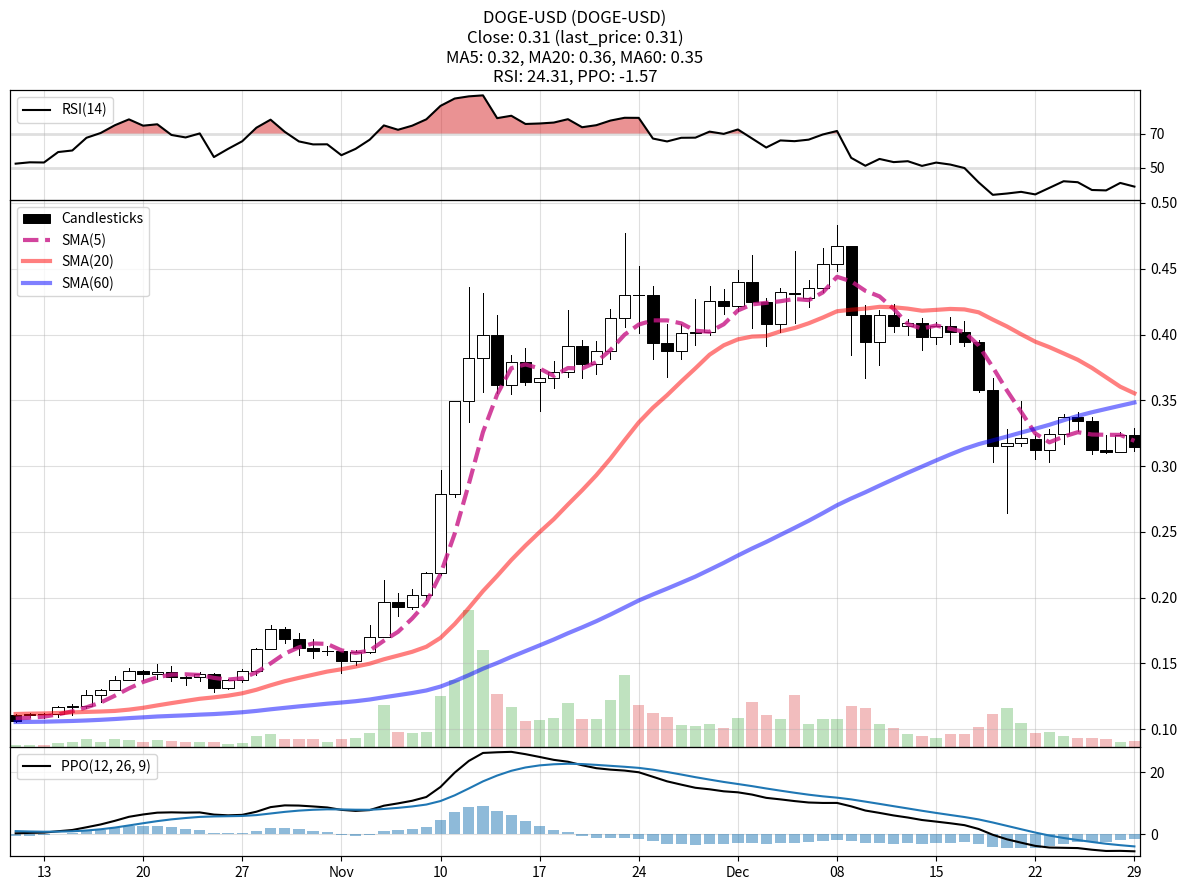 DOGE-USD (DOGE-USD)
Close: 0.31 (last_price: 0.31)
MA5: 0.32, MA20: 0.36, MA60: 0.35
RSI: 24.31, PPO: -1.57
RSI(14)
70
50
Candlesticks
SMA(5)
SMA(20)
SMA(60)
0.50
0.45
0.40
0.35
0.30
0.25
0.20
0.15
0.10
PPO(12, 26, 9)
20
0
13 20 27 Nov 10 17 24 Dec 08 15 22 29